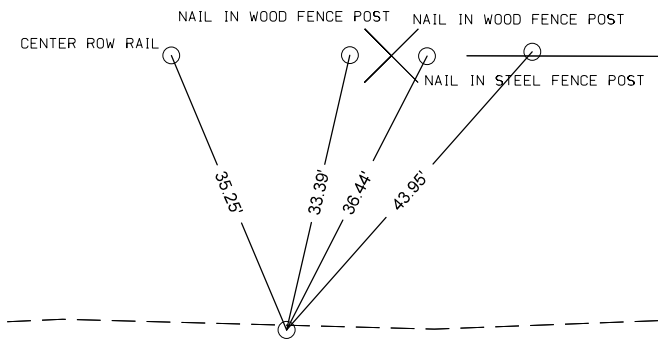 NAIL IN WOOD FENCE POST
NAIL IN WOOD FENCE POST
CENTER ROW RAIL
NAIL IN STEEL FENCE POST
35.25'
33.39'
36.44'
43.95'